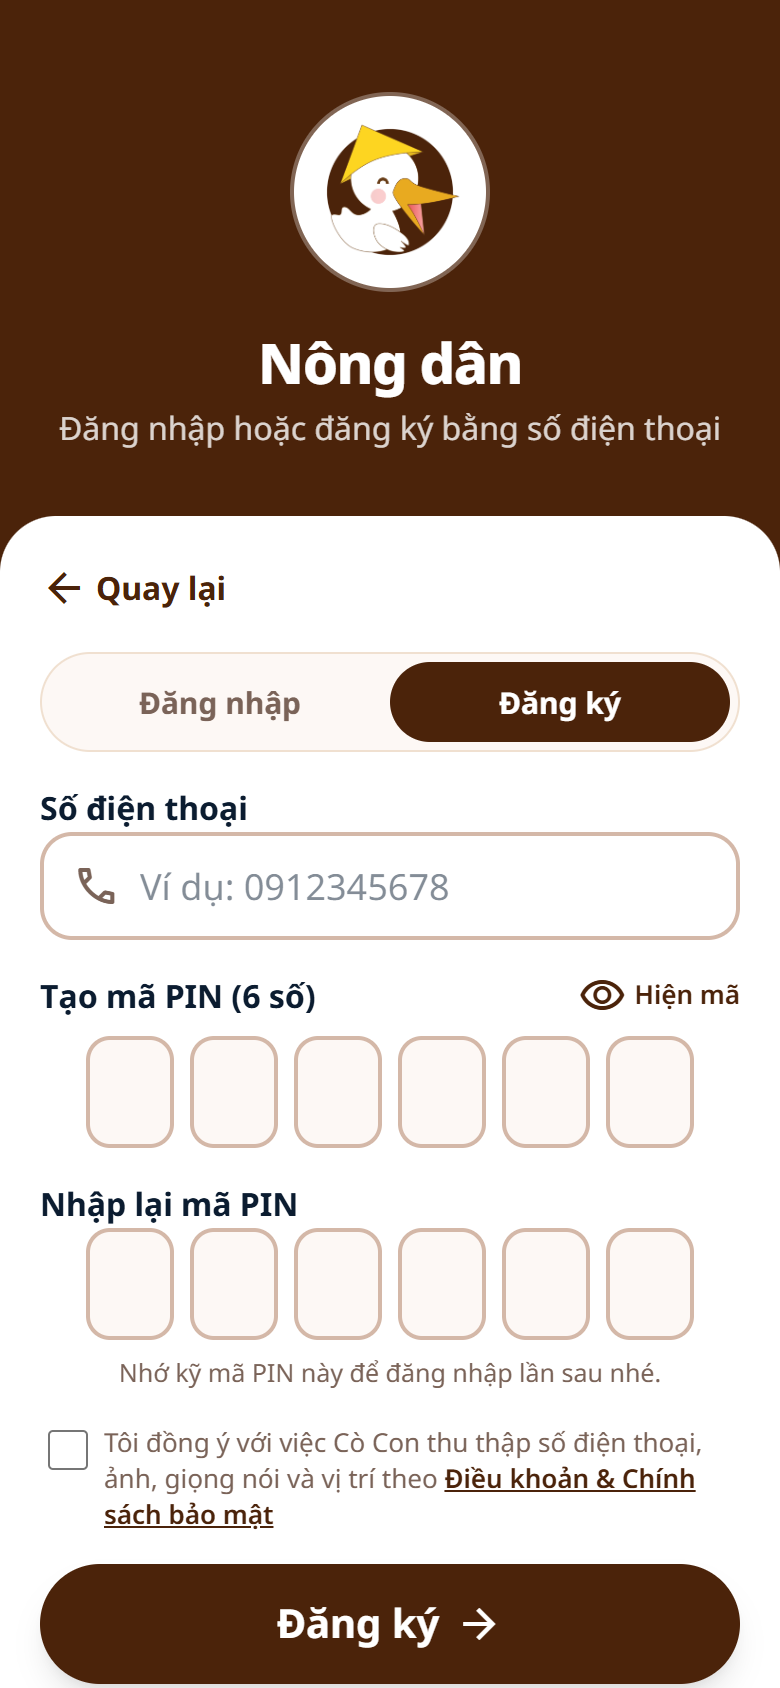 Nông dân
Đăng nhập hoặc đăng ký bằng số điện thoại
Quay lại
Đăng nhập
Đăng ký
Số điện thoại
Ví dụ: 0912345678
Tạo mã PIN (6 số)
Hiện mã
Nhập lại mã PIN
Nhớ kỹ mã PIN này để đăng nhập lần sau nhé.
Tôi đồng ý với việc Cò Con thu thập số điện thoại,
ảnh, giọng nói và vị trí theo Điều khoản & Chính
sách bảo mật
Đăng ký